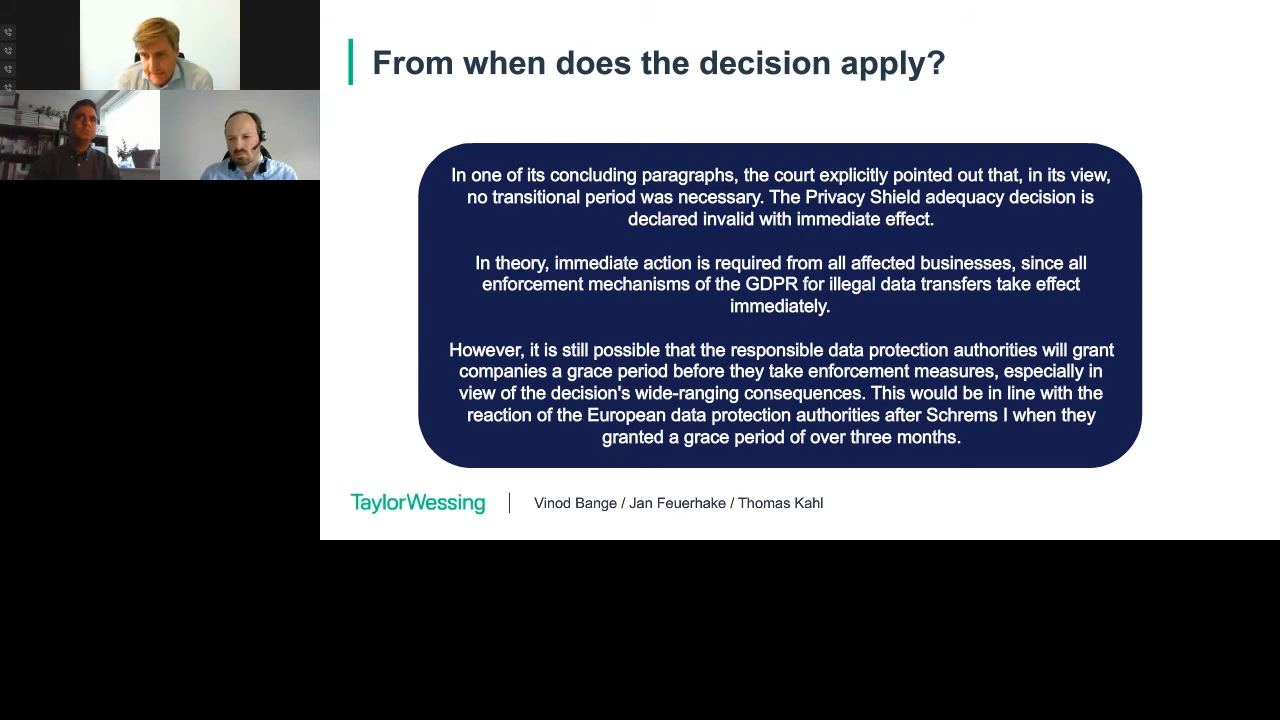 From when does the decision apply?
In one of its concluding paragraphs, the court explicitly pointed out that, in its view,
no transitional period was necessary. The Privacy Shield adequacy decision is
declared invalid with immediate effect.
In theory, immediate action is required from all affected businesses, since all
enforcement mechanisms of the GDPR for illegal data transfers take effect
immediately.
However, it is still possible that the responsible data protection authorities will grant
companies a grace period before they take enforcement measures, especially in
view of the decision's wide-ranging consequences. This would be in line with the
reaction of the European data protection authorities after Schrems I when they
granted a grace period of over three months.
TaylorWessing
Vinod Bange / Jan Feuerhake / Thomas Kahl